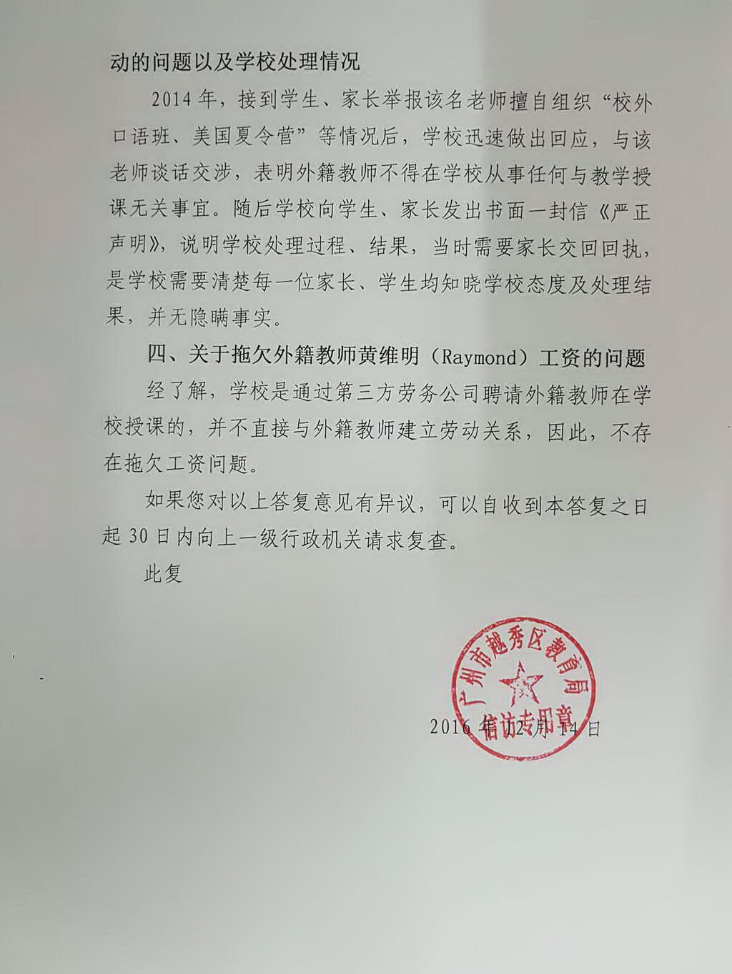 动的问题以及学校处理情况
2014年，接到学生、家长举报该名老师擅自组织“校外
口语班、美国夏令营”等情况后，学校迅速做出回应，与该
老师谈话交涉，表明外籍教师不得在学校从事任何与教学授
课无关事宜。随后学校向学生、家长发出书面一封信《严正
声明》，说明学校处理过程、结果，当时需要家长交回回执，
是学校需要清楚每一位家长、学生均知晓学校态度及处理结
果，并无隐瞒事实。
四、关于拖欠外籍教师黄维明（Raymond）工资的问题
经了解，学校是通过第三方劳务公司聘请外籍教师在学
校授课的，并不直接与外籍教师建立劳动关系，因此，不存
在拖欠工资问题。
如果您对以上答复意见有异议，可以自收到本答复之日
起30日内向上一级行政机关请求复查。
此复
广州市越秀区教育局
信访专用章
2016年12月14日